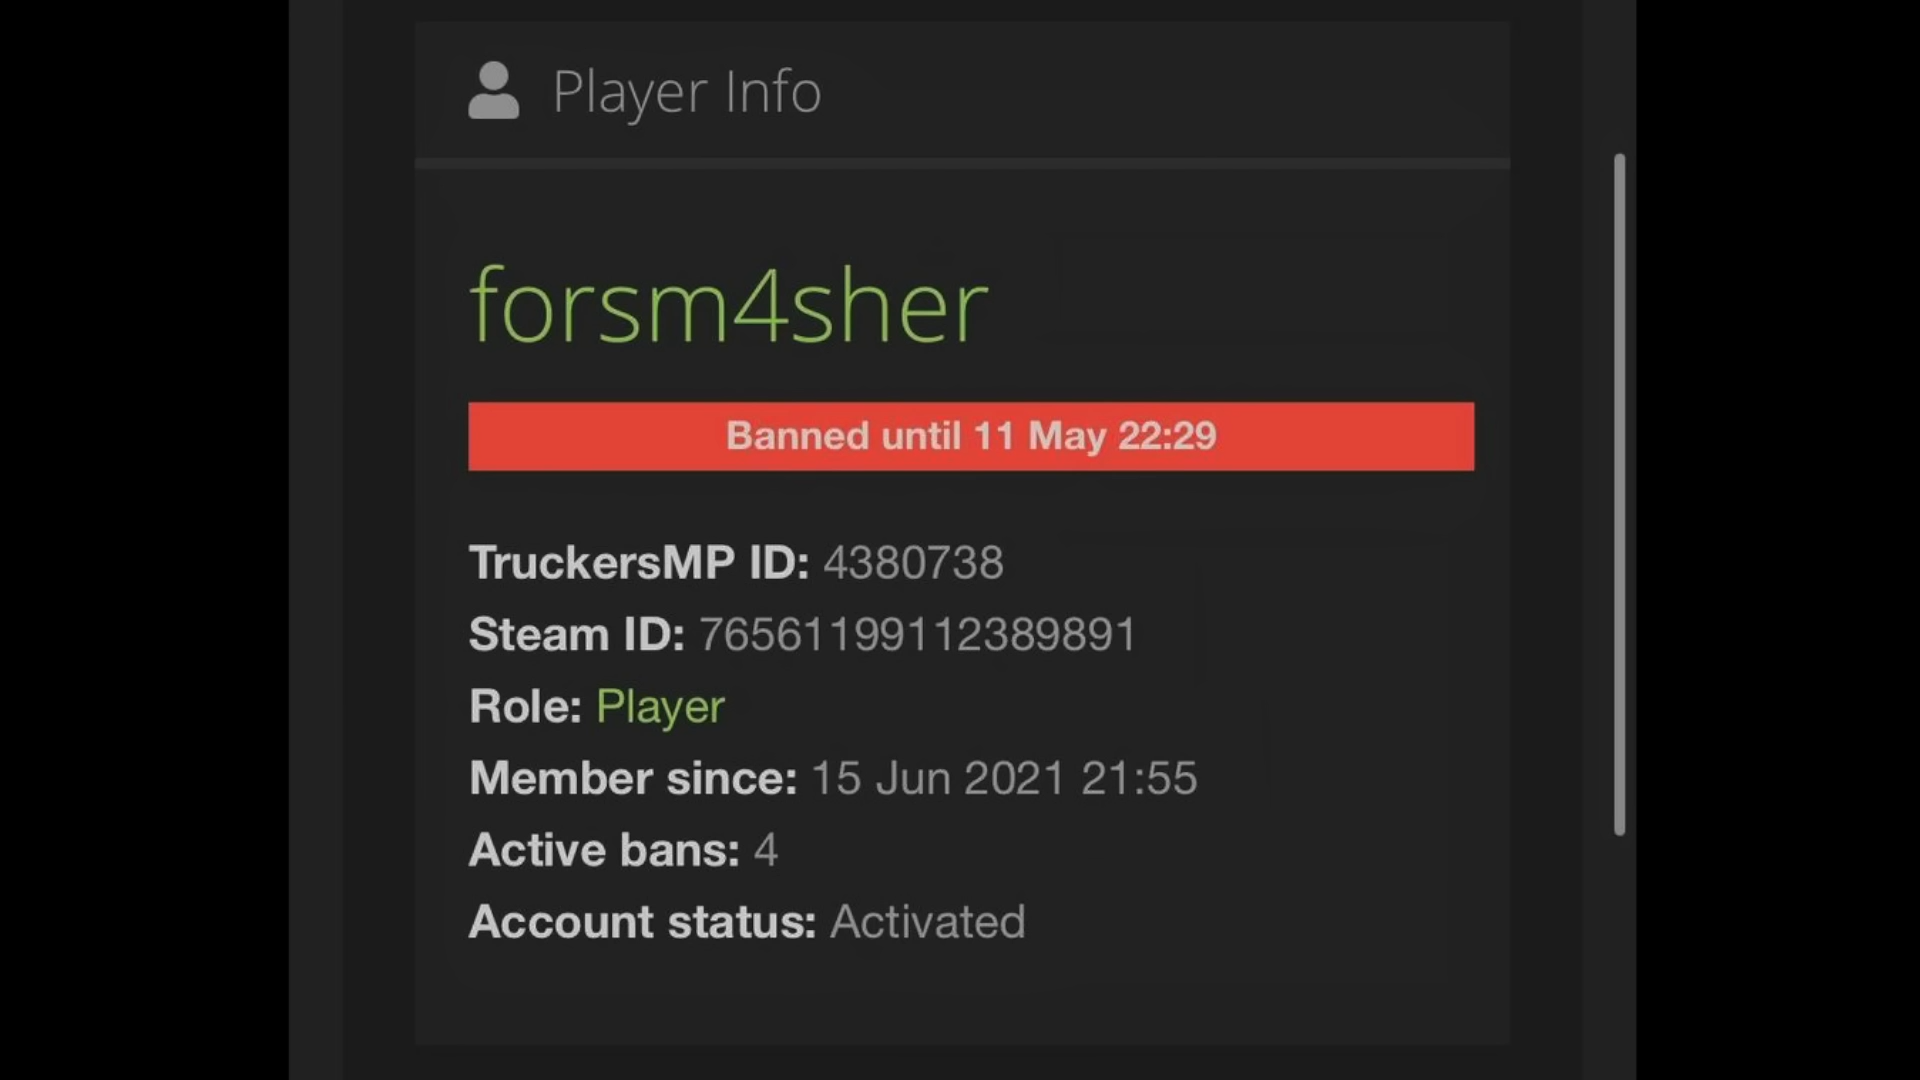 Player Info
forsm4sher
Banned until 11 May 22:29
TruckersMP ID: 4380738
Steam ID: 76561199112389891
Role: Player
Member since: 15 Jun 2021 21:55
Active bans: 4
Account status: Activated